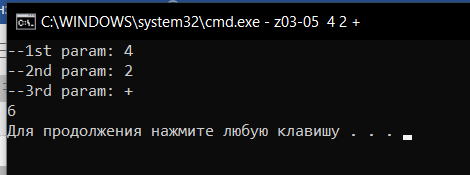 C:\WINDOWS\system32\cmd.exe - z03-05 4 2 +
--1st param: 4
--2nd param: 2
--3rd param: +
6
Для продолжения нажмите любую клавишу . . .